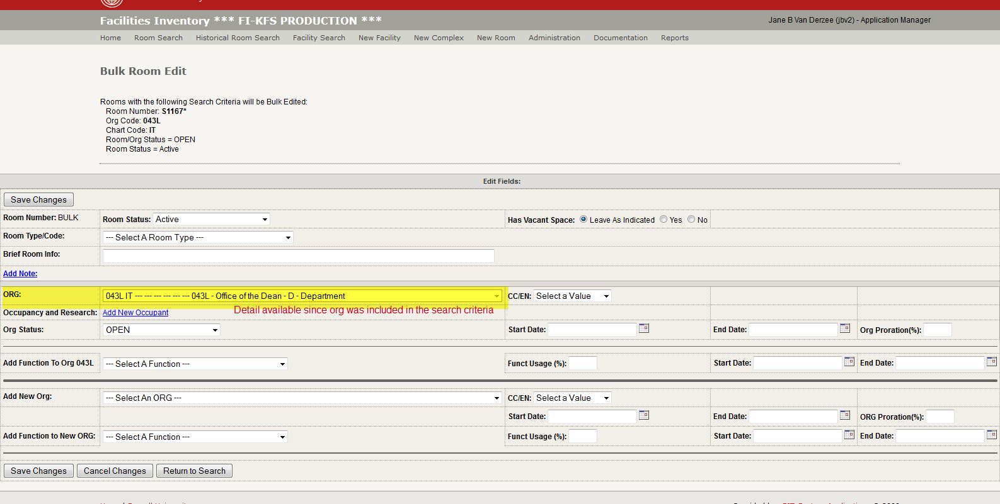 Facilities Inventory *** FI-KFS PRODUCTION ***
Jane B Van Derzee (jbv2) - Application Manager
Home Room Search Historical Room Search Facility Search New Facility New Complex New Room Administration Documentation Reports
Bulk Room Edit
Rooms with the following Search Criteria will be Bulk Edited:
Room Number: S1167*
Org Code: 043L
Chart Code: IT
Room/Org Status = OPEN
Room Status = Active
Edit Fields:
Save Changes
Room Number: BULK Room Status: Active Has Vacant Space: Leave As Indicated Yes No
Room Type/Code: --- Select A Room Type ---
Brief Room Info:
Add Note:
ORG: 043L IT --- --- --- --- --- --- 043L - Office of the Dean - D - Department CC/EN: Select a Value
Occupancy and Research: Add New Occupant Detail available since org was included in the search criteria
Org Status: OPEN Start Date: End Date: Org Proration(%):
Add Function To Org 043L --- Select A Function --- Funct Usage (%): Start Date: End Date:
Add New Org: --- Select An ORG --- CC/EN: Select a Value
Start Date: End Date: ORG Proration(%):
Add Function to New ORG: --- Select A Function --- Funct Usage (%): Start Date: End Date:
Save Changes Cancel Changes Return to Search